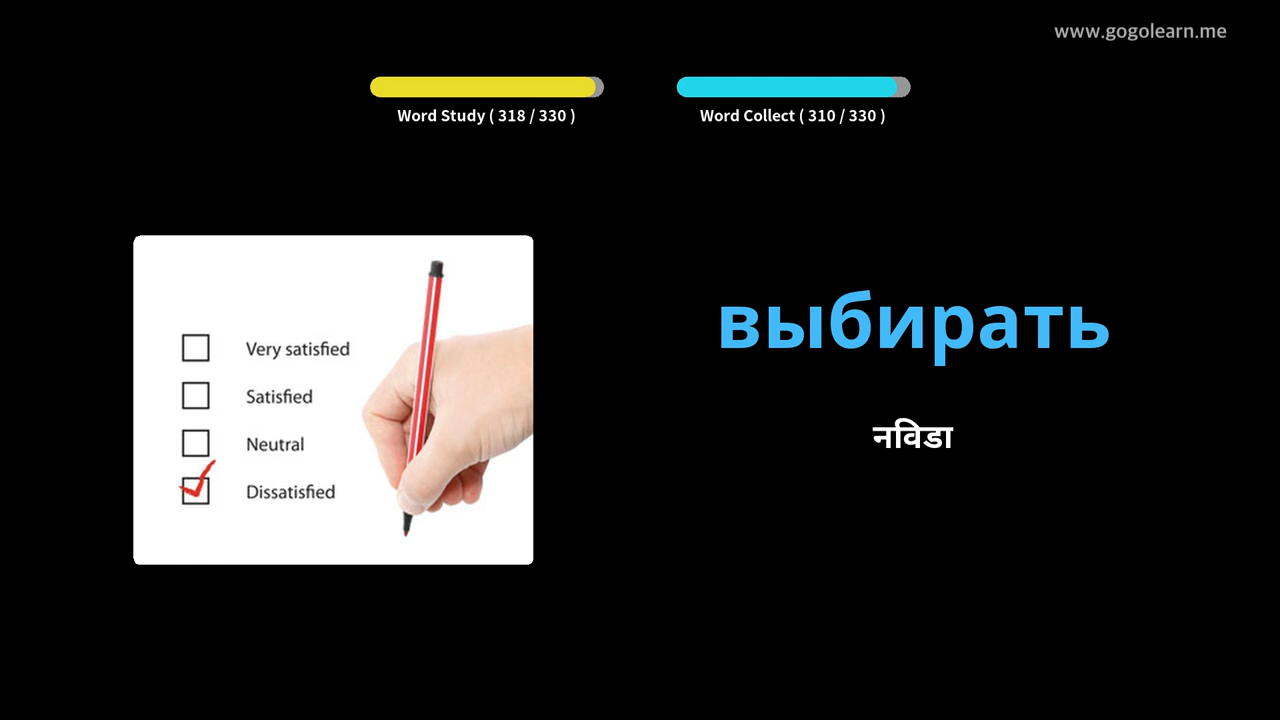 www.gogolearn.me
Word Study ( 318 / 330 )
Word Collect ( 310 / 330 )
Very satisfied
Satisfied
Neutral
Dissatisfied
выбирать
नविडा